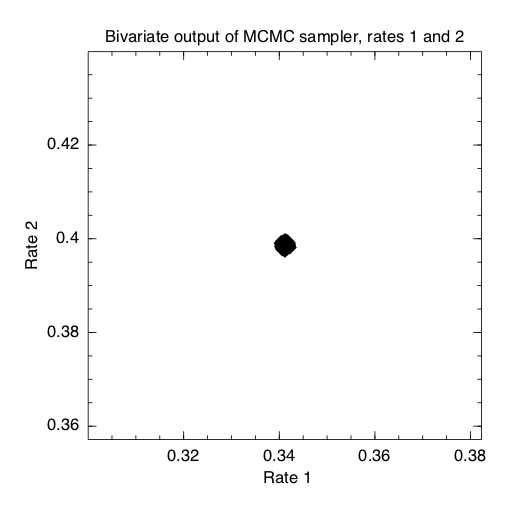 Bivariate output of MCMC sampler, rates 1 and 2
0.42
0.4
0.38
0.36
Rate 2
0.32
0.34
0.36
0.38
Rate 1